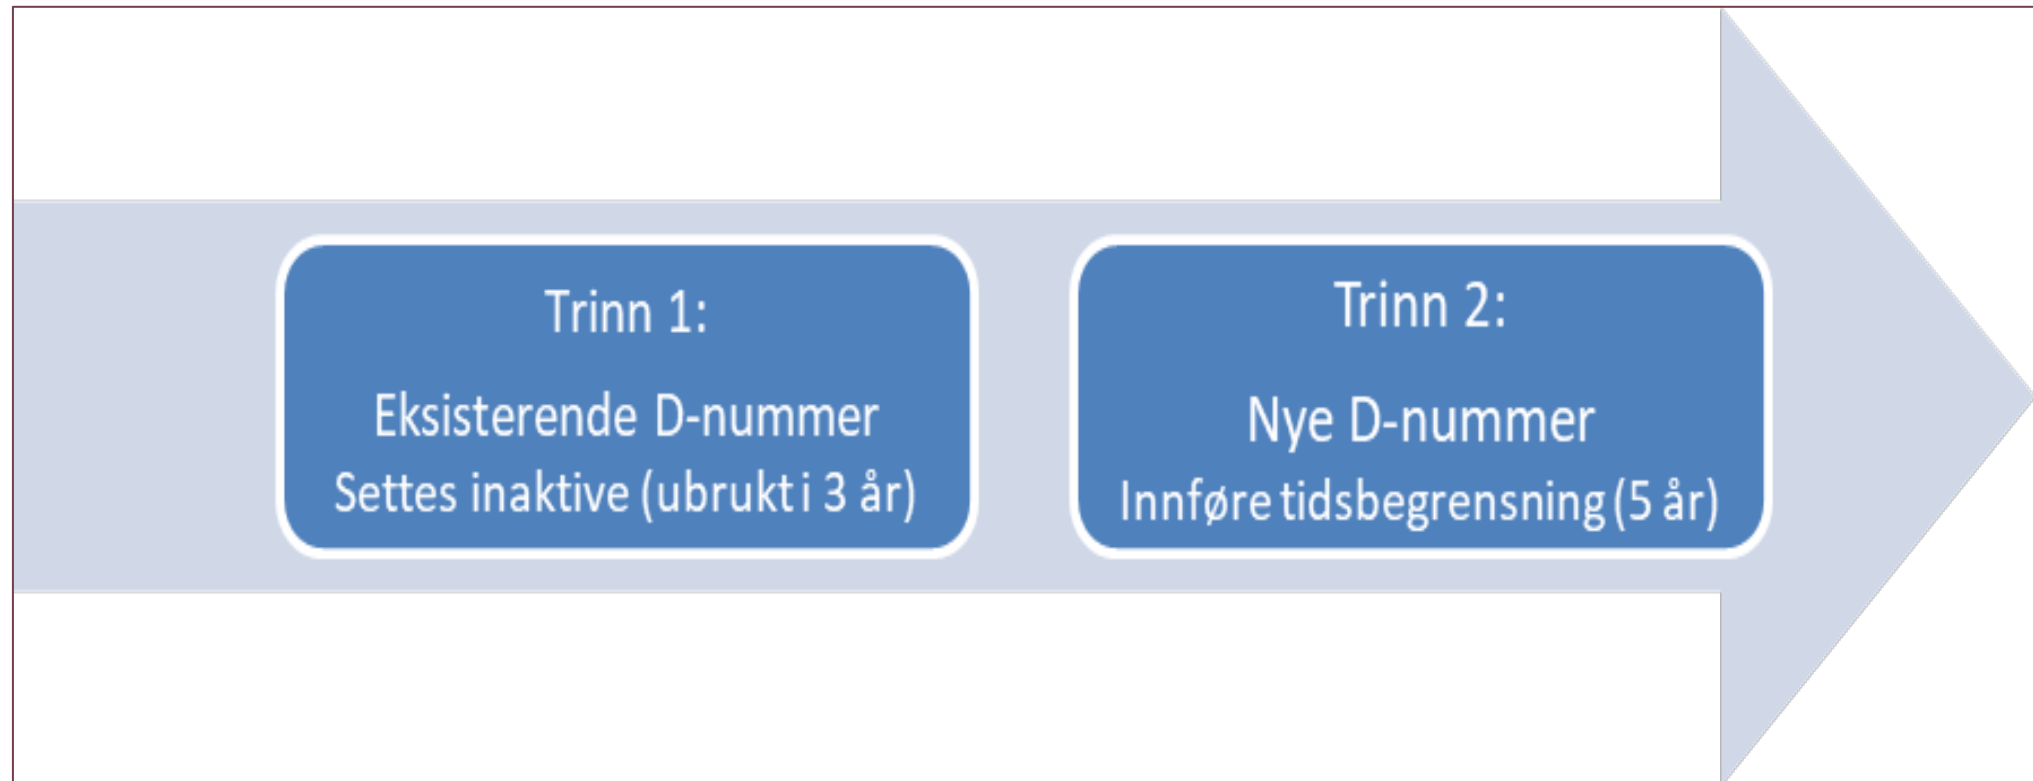 Trinn 1:
Eksisterende D-nummer
Settes inaktive (ubrukt i 3 år)
Trinn 2:
Nye D-nummer
Innføre tidsbegrensning (5 år)